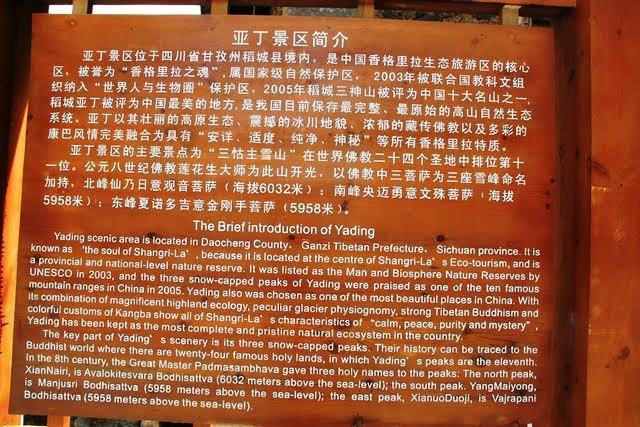 亚丁景区简介
亚丁景区位于四川省甘孜州稻城县境内，是中国香格里拉生态旅游区的核心
区，被誉为“香格里拉之魂”，属国家级自然保护区， 2003年被联合国教科文组
织纳入“世界人与生物圈”保护区，2005年稻城三神山被评为中国十大名山之一，
稻城亚丁被评为中国最美的地方，是我国目前保存最完整、最原始的高山自然生态
系统。亚丁以其壮丽的高原生态、震撼的冰川地貌、浓郁的藏传佛教以及多彩的
康巴风情完美融合为具有“安详、适度、纯净、神秘”等所有香格里拉特质。
亚丁景区的主要景点为“三怙主雪山”在世界佛教二十四个圣地中排位第十
一位。公元八世纪佛教莲花生大师为此山开光，以佛教中三菩萨为三座雪峰命名
加持，北峰仙乃日意观音菩萨（海拔6032米）；南峰央迈勇意文殊菩萨（海拔
5958米）；东峰夏诺多吉意金刚手菩萨（5958米）。
The Brief introduction of Yading
Yading scenic area is located in Daocheng County、 Ganzi Tibetan Prefecture、 Sichuan province. It is
known as ‘the soul of Shangri-La’, because it is located at the centre of Shangri-La’s Eco-tourism, and is
a provincial and national-level nature reserve. It was listed as the Man and Biosphere Nature Reserves by
UNESCO in 2003, and the three snow-capped peaks of Yading were praised as one of the ten famous
mountain ranges in China in 2005. Yading also was chosen as one of the most beautiful places in China. With
its combination of magnificent highland ecology, peculiar glacier physiognomy, strong Tibetan Buddhism and
colorful customs of Kangba show all of Shangri-La’s characteristics of “calm, peace, purity and mystery”,
Yading has been kept as the most complete and pristine natural ecosystem in the country.
The key part of Yading’s scenery is its three snow-capped peaks. Their history can be traced to the
Buddhist world where there are twenty-four famous holy lands, in which Yading’s peaks are the eleventh.
In the 8th century, the Great Master Padmasambhava gave three holy names to the peaks: The north peak,
XianNairi, is Avalokitesvara Bodhisattva (6032 meters above the sea-level); the south peak. YangMaiyong,
is Manjusri Bodhisattva (5958 meters above the sea-level); the east peak, XianuoDuoji, is Vajrapani
Bodhisattva (5958 meters above the sea-level).